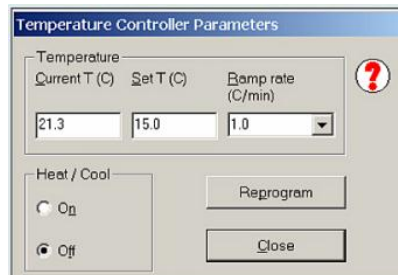 Temperature Controller Parameters
Temperature
Current T (C) Set T (C) Ramp rate (C/min)
21.3 15.0 1.0
Heat / Cool
On
Off
Reprogram
Close